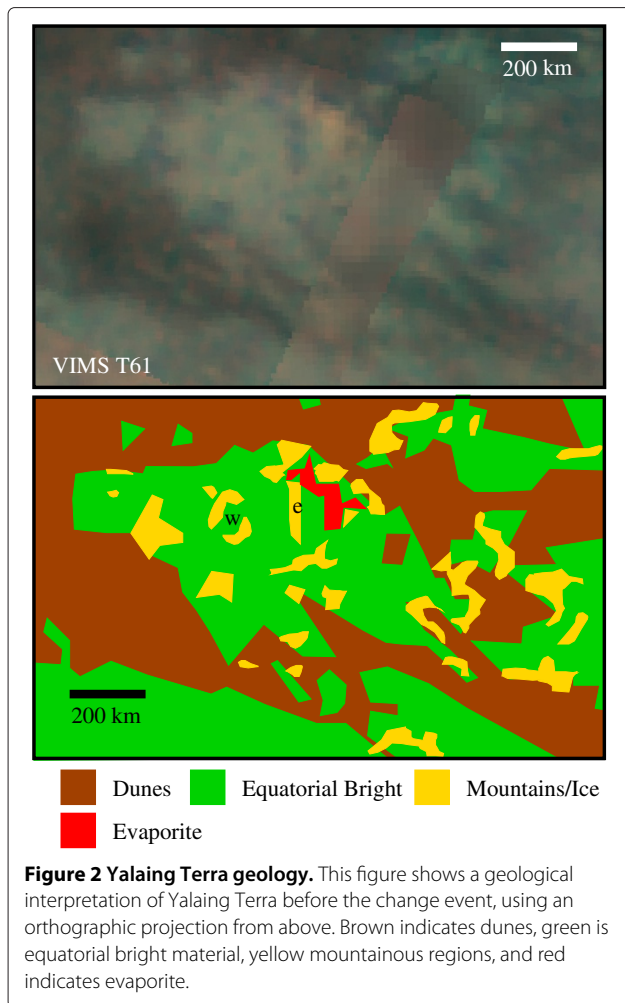 200 km
VIMS T61
w
e
200 km
Dunes
Equatorial Bright
Mountains/Ice
Evaporite
Figure 2 Yalaing Terra geology. This figure shows a geological
interpretation of Yalaing Terra before the change event, using an
orthographic projection from above. Brown indicates dunes, green is
equatorial bright material, yellow mountainous regions, and red
indicates evaporite.